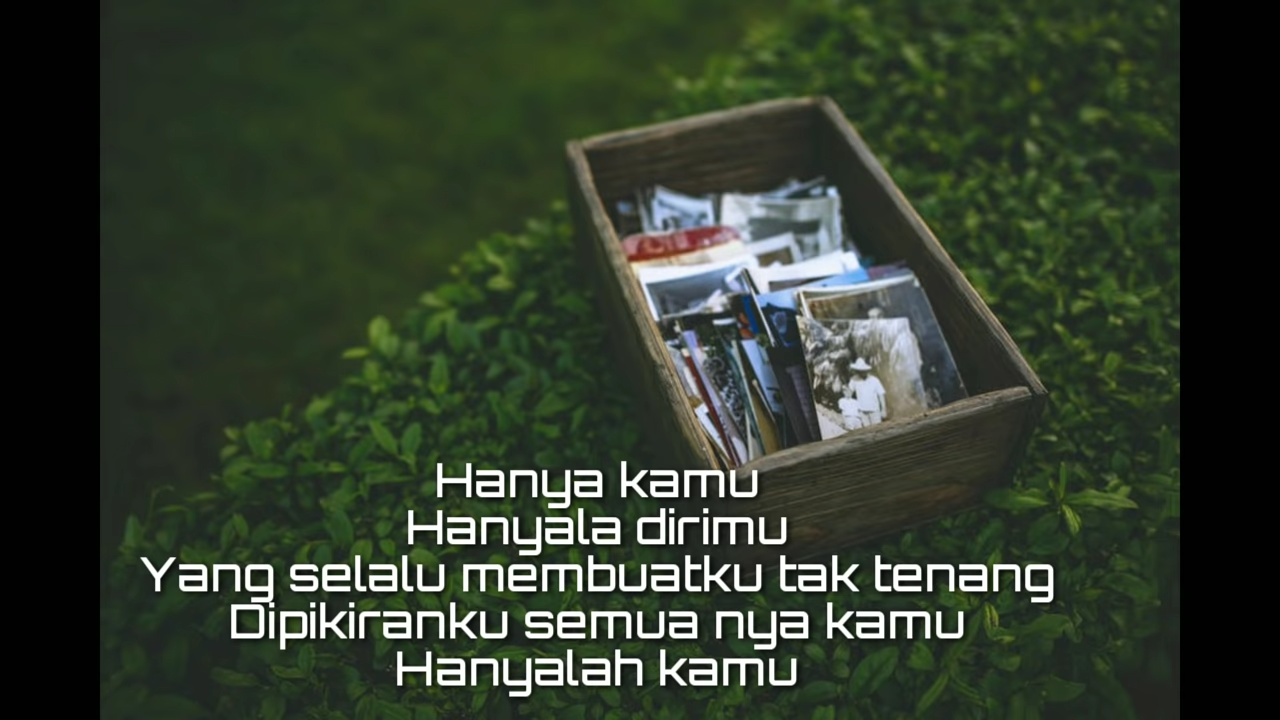 Hanya kamu
Hanyala dirimu
Yang selalu membuatku tak tenang
Dipikiranku semua nya kamu
Hanyalah kamu